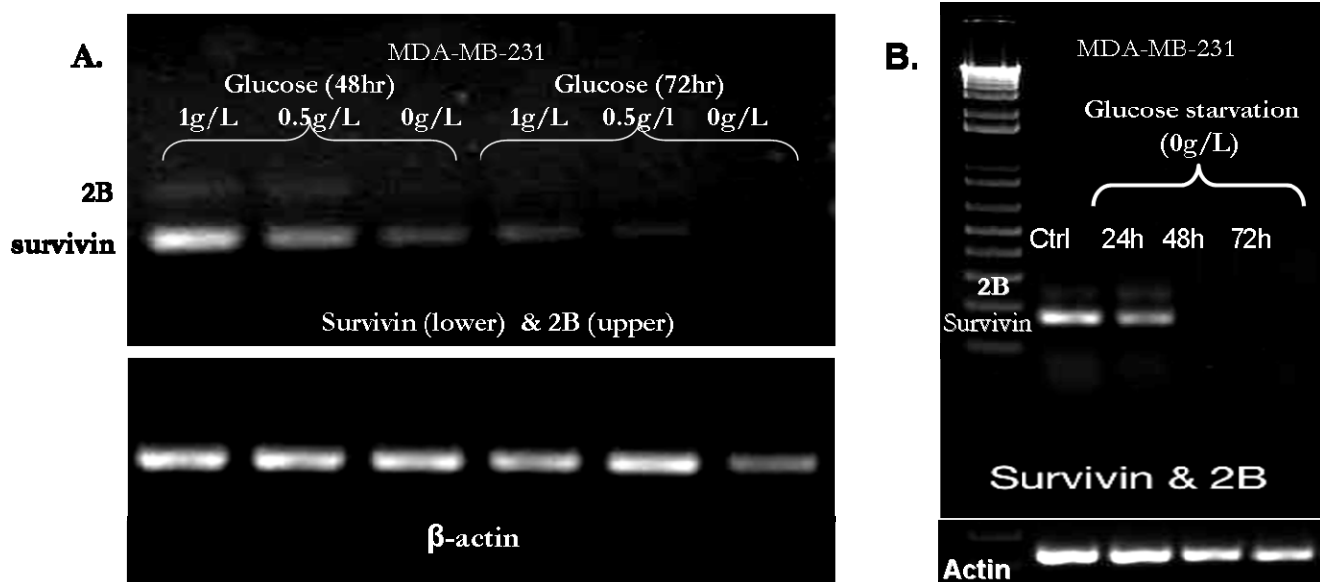 A.
MDA-MB-231
Glucose (48hr) Glucose (72hr)
1g/L 0.5g/L 0g/L 1g/L 0.5g/l 0g/L
2B
survivin
Survivin (lower) & 2B (upper)
β-actin
B.
MDA-MB-231
Glucose starvation
(0g/L)
Ctrl 24h 48h 72h
2B
Survivin
Survivin & 2B
Actin